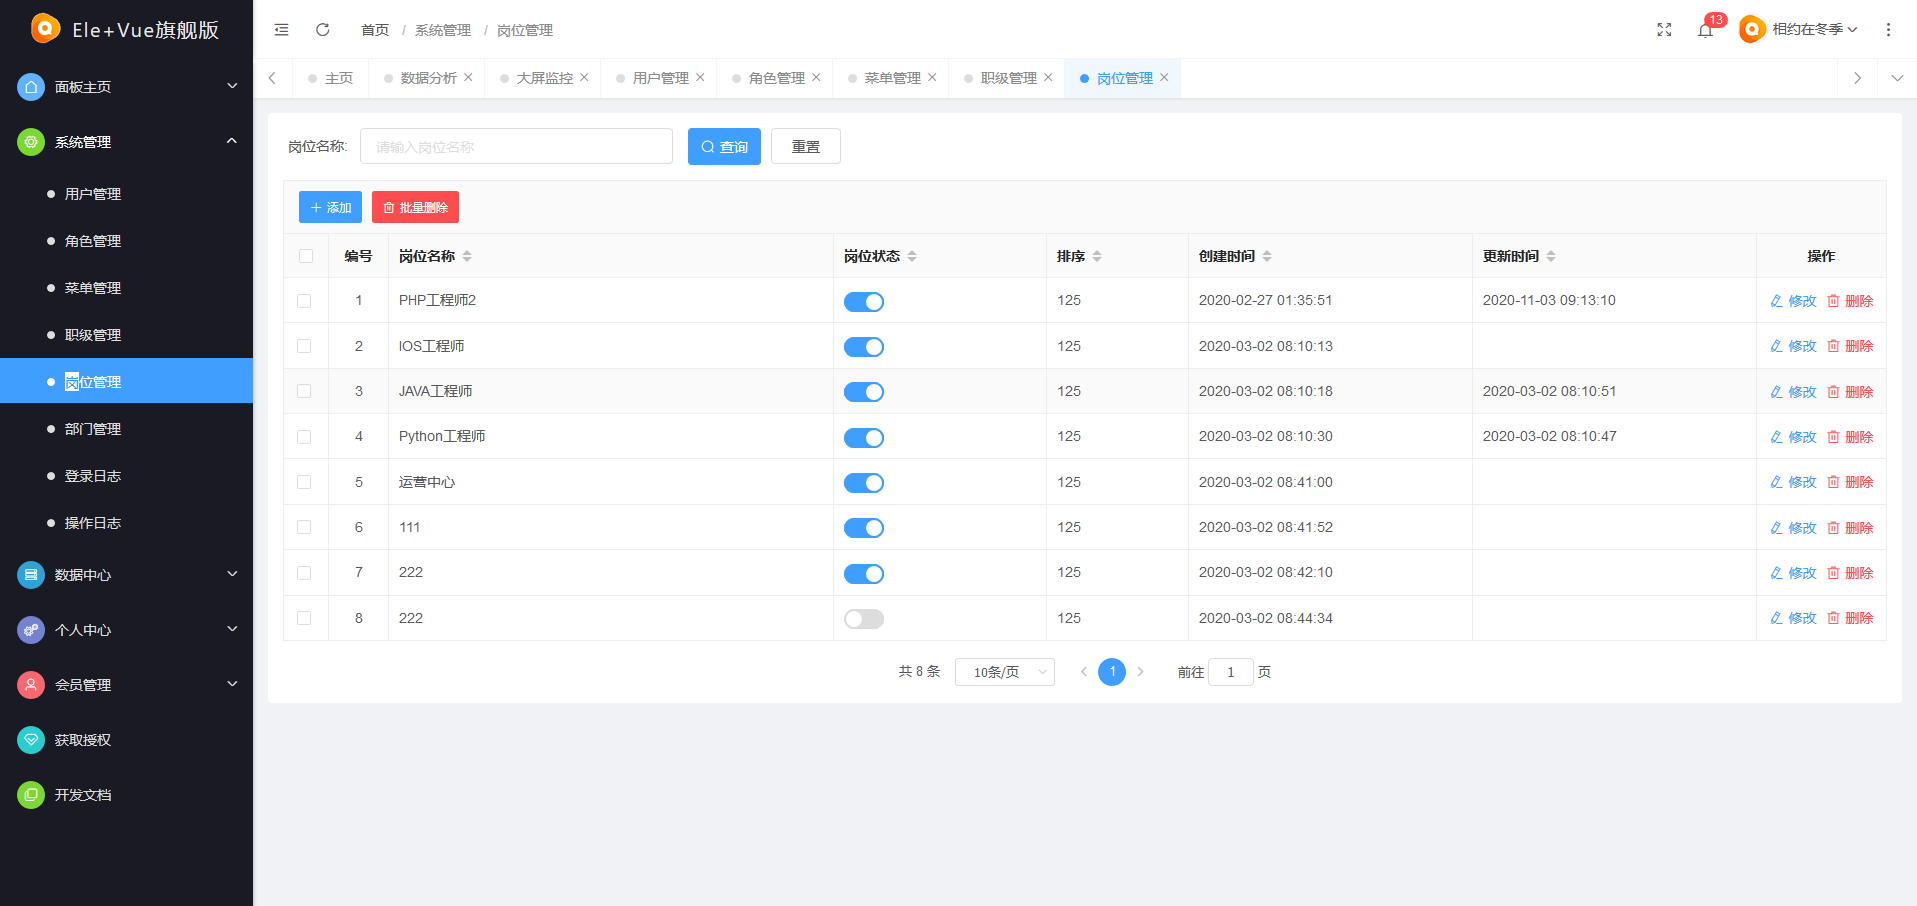 Ele+Vue旗舰版
面板主页
系统管理
用户管理
角色管理
菜单管理
职级管理
岗位管理
部门管理
登录日志
操作日志
数据中心
个人中心
会员管理
获取授权
开发文档
首页 / 系统管理 / 岗位管理
13
相约在冬季
主页 数据分析 大屏监控 用户管理 角色管理 菜单管理 职级管理 岗位管理
岗位名称: 请输入岗位名称 查询 重置
添加 批量删除
编号 岗位名称 岗位状态 排序 创建时间 更新时间 操作
1 PHP工程师2 125 2020-02-27 01:35:51 2020-11-03 09:13:10 修改 删除
2 IOS工程师 125 2020-03-02 08:10:13 修改 删除
3 JAVA工程师 125 2020-03-02 08:10:18 2020-03-02 08:10:51 修改 删除
4 Python工程师 125 2020-03-02 08:10:30 2020-03-02 08:10:47 修改 删除
5 运营中心 125 2020-03-02 08:41:00 修改 删除
6 111 125 2020-03-02 08:41:52 修改 删除
7 222 125 2020-03-02 08:42:10 修改 删除
8 222 125 2020-03-02 08:44:34 修改 删除
共 8 条 10条/页 1 前往 1 页